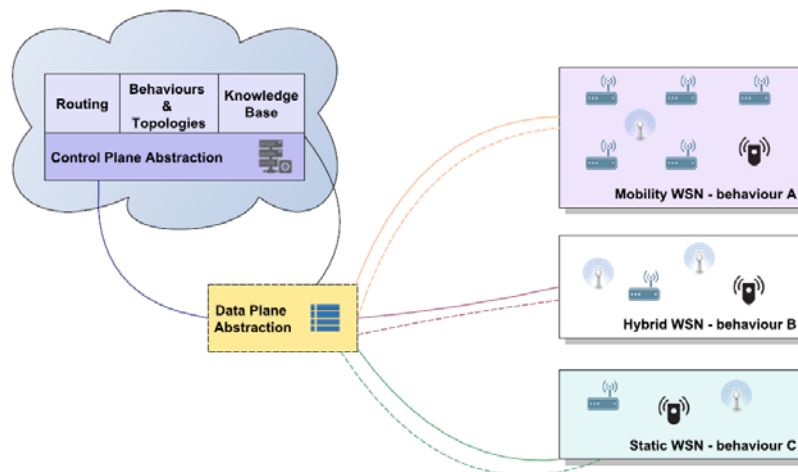 Routing
Behaviours
&
Topologies
Knowledge
Base
Control Plane Abstraction
Mobility WSN - behaviour A
Data Plane
Abstraction
Hybrid WSN - behaviour B
Static WSN - behaviour C